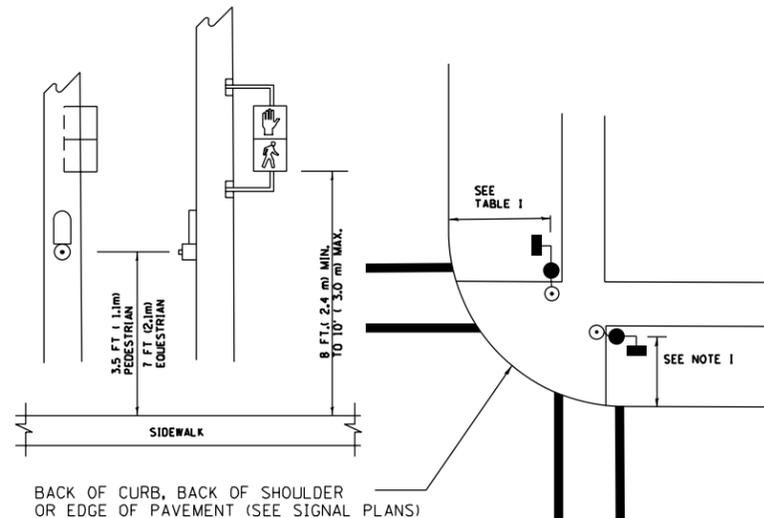 SEE
TABLE I
3.5 FT ( 1.1m)
PEDESTRIAN
7 FT (2.1m)
EQUESTRIAN
8 FT.( 2.4 m) MIN.
TO 10' ( 3.0 m) MAX.
SEE NOTE I
SIDEWALK
BACK OF CURB, BACK OF SHOULDER
OR EDGE OF PAVEMENT (SEE SIGNAL PLANS)